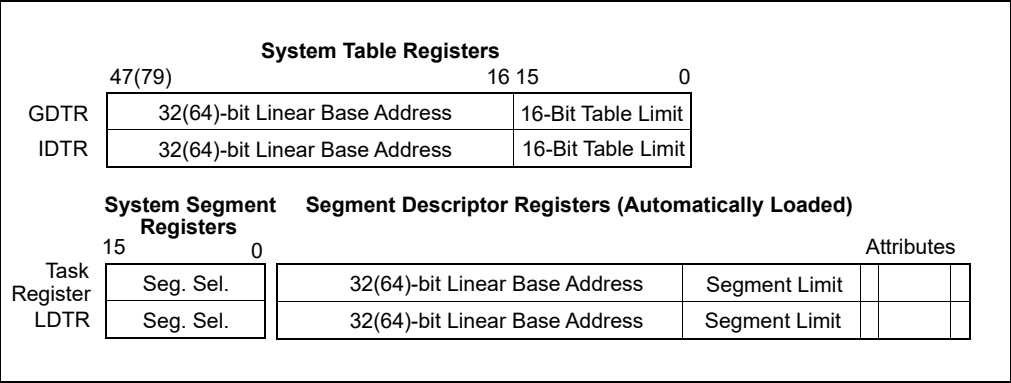 System Table Registers
47(79) 16 15 0
GDTR 32(64)-bit Linear Base Address 16-Bit Table Limit
IDTR 32(64)-bit Linear Base Address 16-Bit Table Limit
System Segment Registers Segment Descriptor Registers (Automatically Loaded)
15 0 Attributes
Task Register Seg. Sel. 32(64)-bit Linear Base Address Segment Limit
LDTR Seg. Sel. 32(64)-bit Linear Base Address Segment Limit